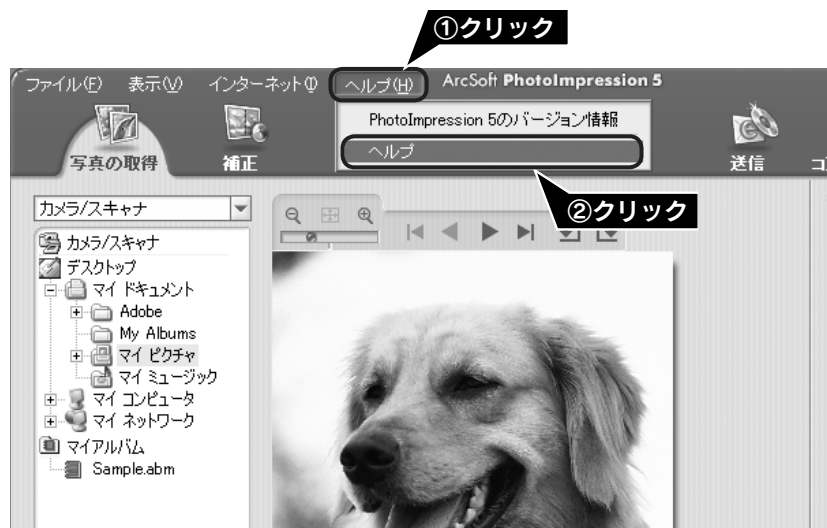 ①クリック
ファイル(F) 表示(V) インターネット(I) ヘルプ(H) ArcSoft PhotoImpression 5
PhotoImpression 5のバージョン情報
ヘルプ
写真の取得 補正 送信
②クリック
カメラ/スキャナ
カメラ/スキャナ
デスクトップ
マイ ドキュメント
Adobe
My Albums
マイ ピクチャ
マイ ミュージック
マイ コンピュータ
マイ ネットワーク
マイアルバム
Sample.abm